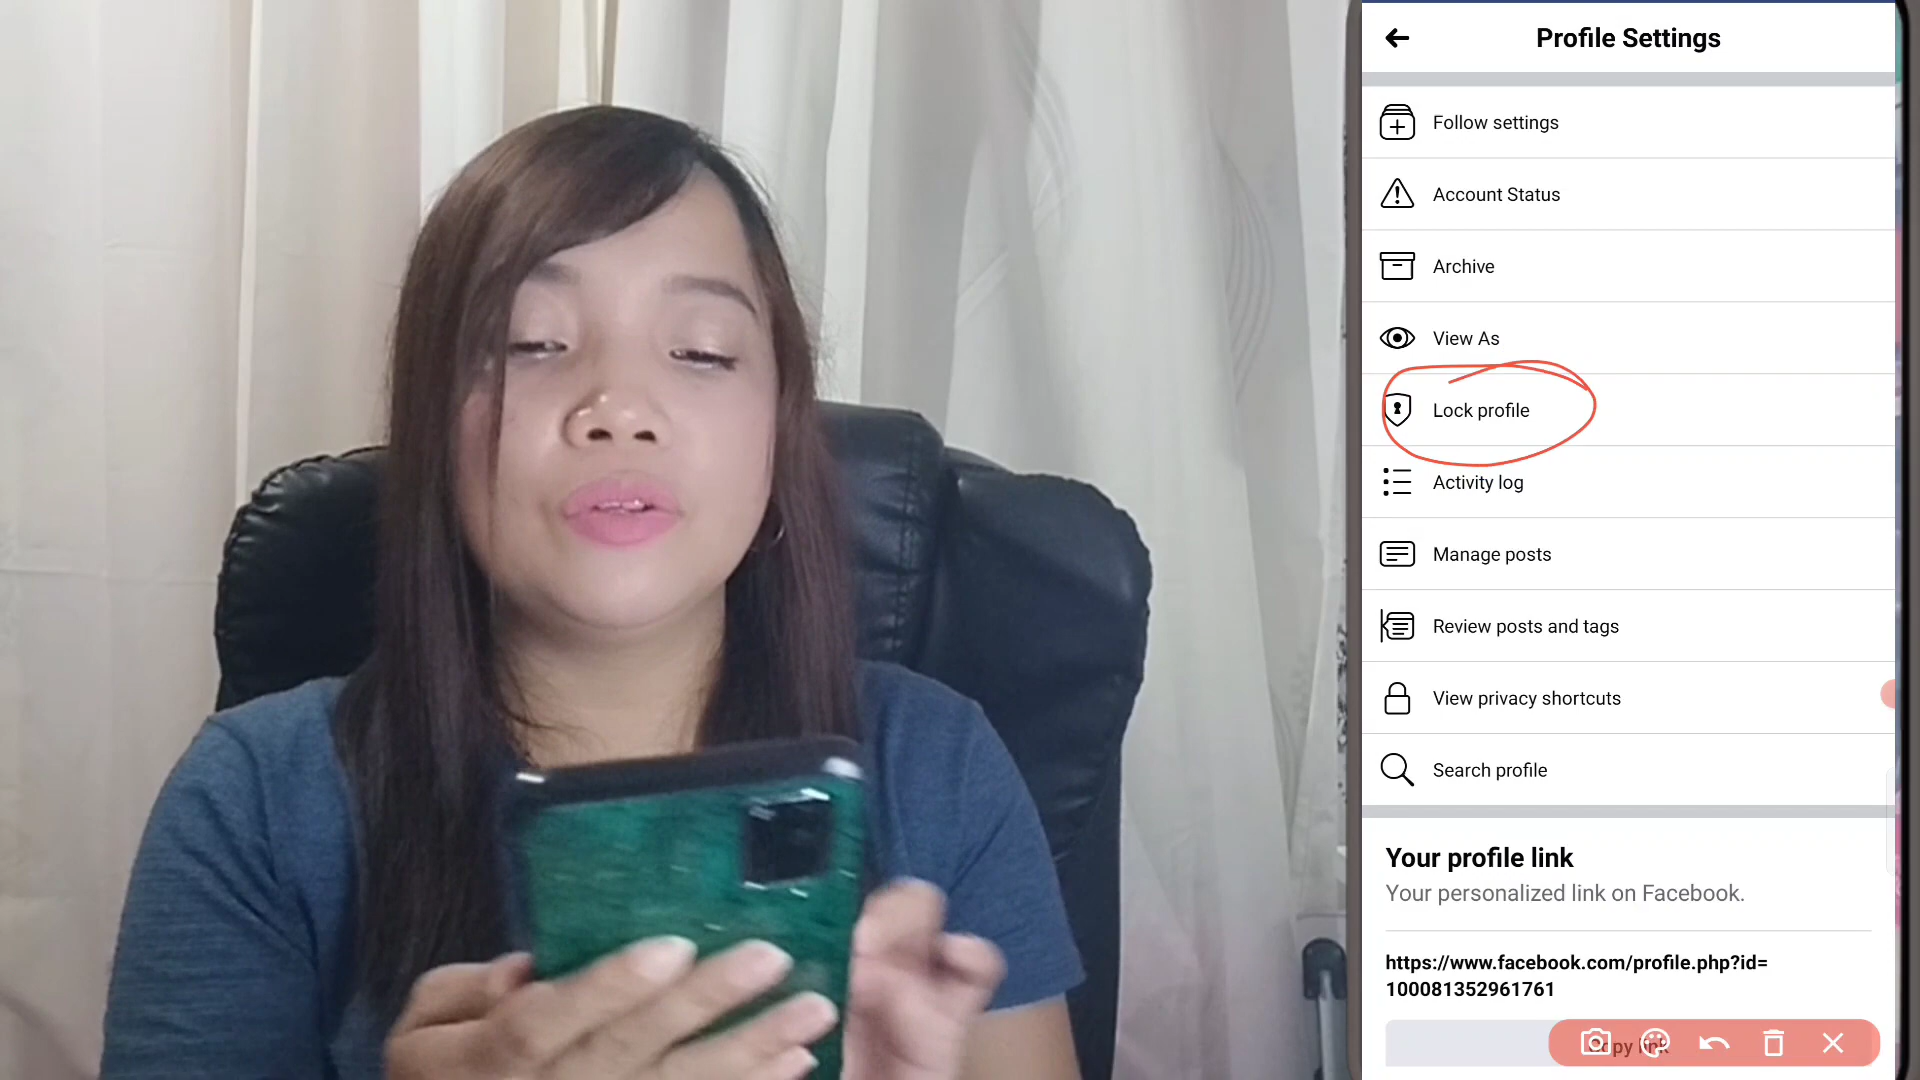 Profile Settings
Follow settings
Account Status
Archive
View As
Lock profile
Activity log
Manage posts
Review posts and tags
View privacy shortcuts
Search profile
Your profile link
Your personalized link on Facebook.
https://www.facebook.com/profile.php?id=
100081352961761
Copy link